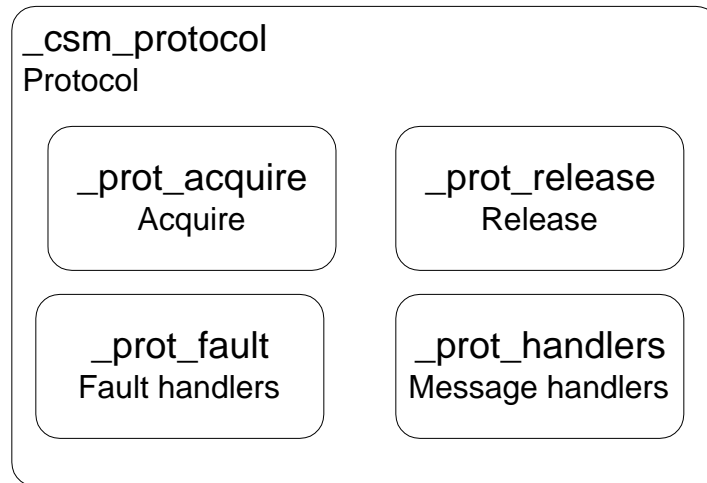 _csm_protocol
Protocol
_prot_acquire
Acquire
_prot_release
Release
_prot_fault
Fault handlers
_prot_handlers
Message handlers